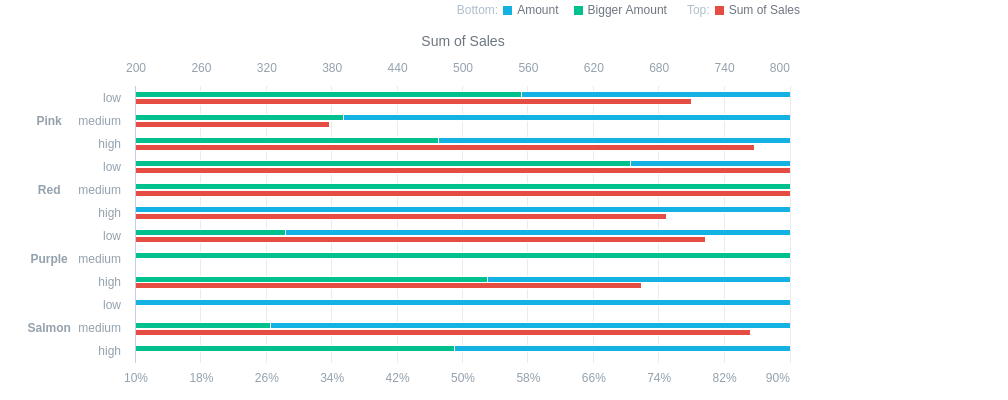 Bottom: Amount Bigger Amount Top: Sum of Sales
Sum of Sales
200 260 320 380 440 500 560 620 680 740 800
low
Pink medium
high
low
Red medium
high
low
Purple medium
high
low
Salmon medium
high
10% 18% 26% 34% 42% 50% 58% 66% 74% 82% 90%